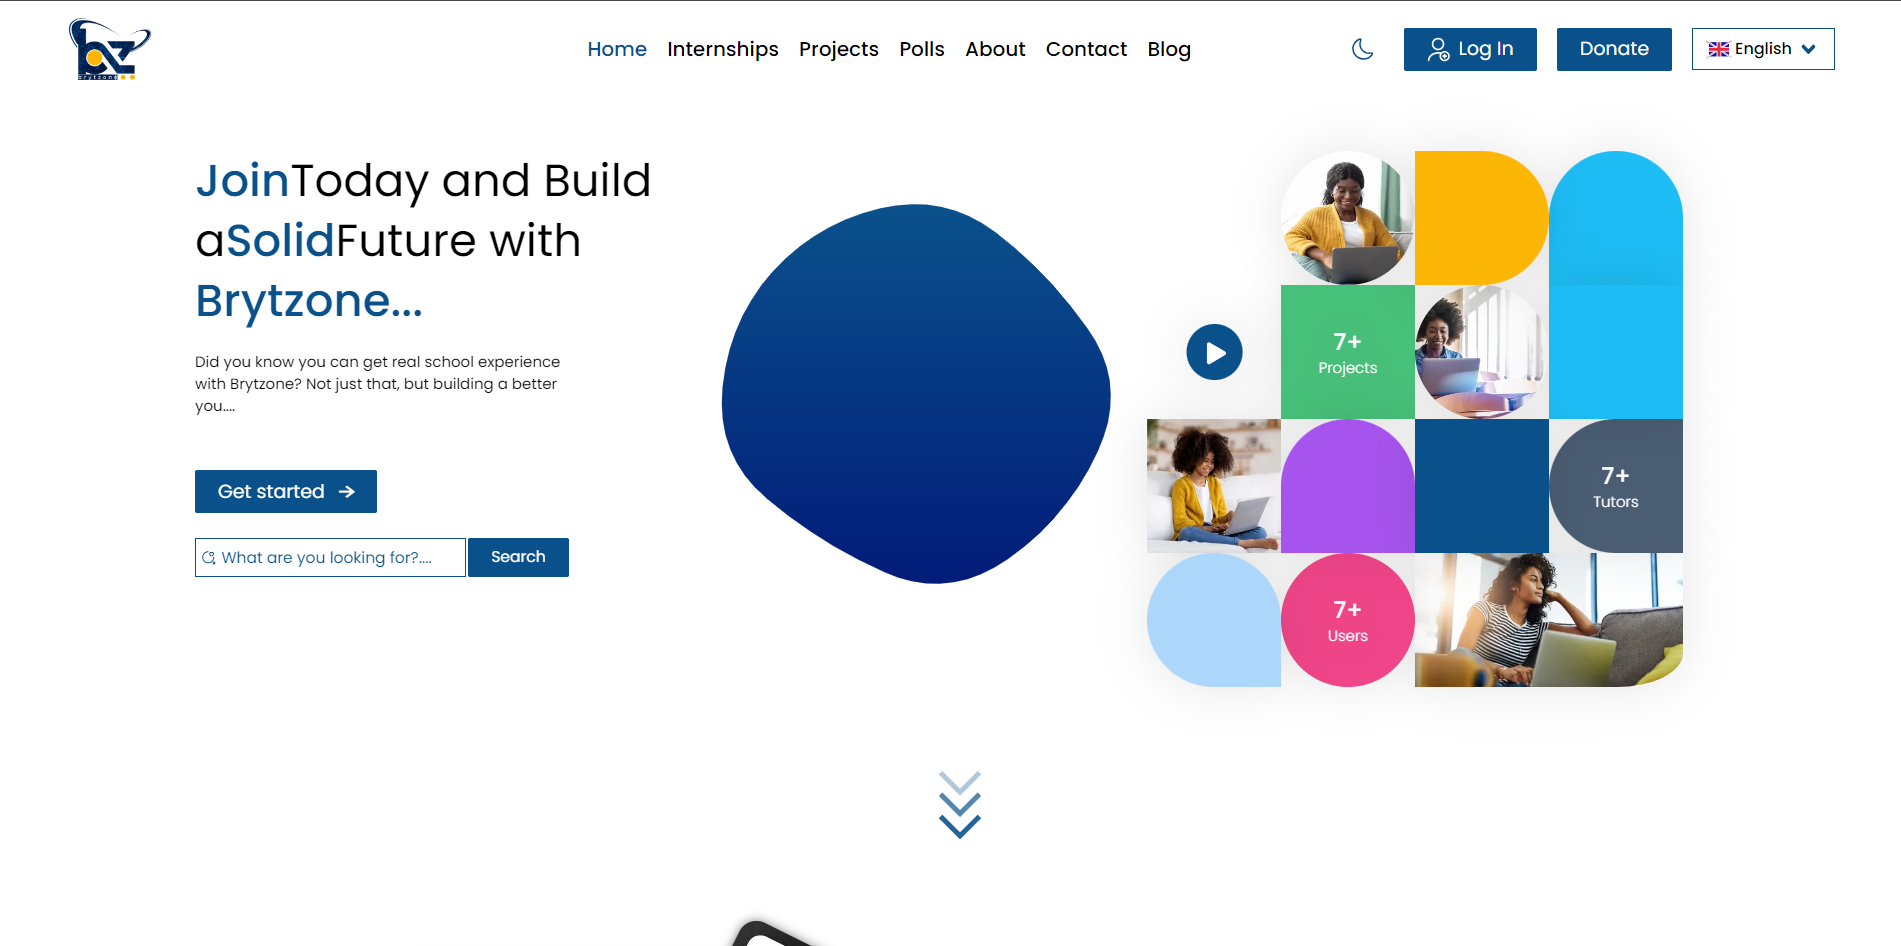 bz
brytzone
Home Internships Projects Polls About Contact Blog
Log In
Donate
English
JoinToday and Build
aSolidFuture with
Brytzone...
Did you know you can get real school experience
with Brytzone? Not just that, but building a better
you....
Get started
What are you looking for?....
Search
7+
Projects
7+
Tutors
7+
Users